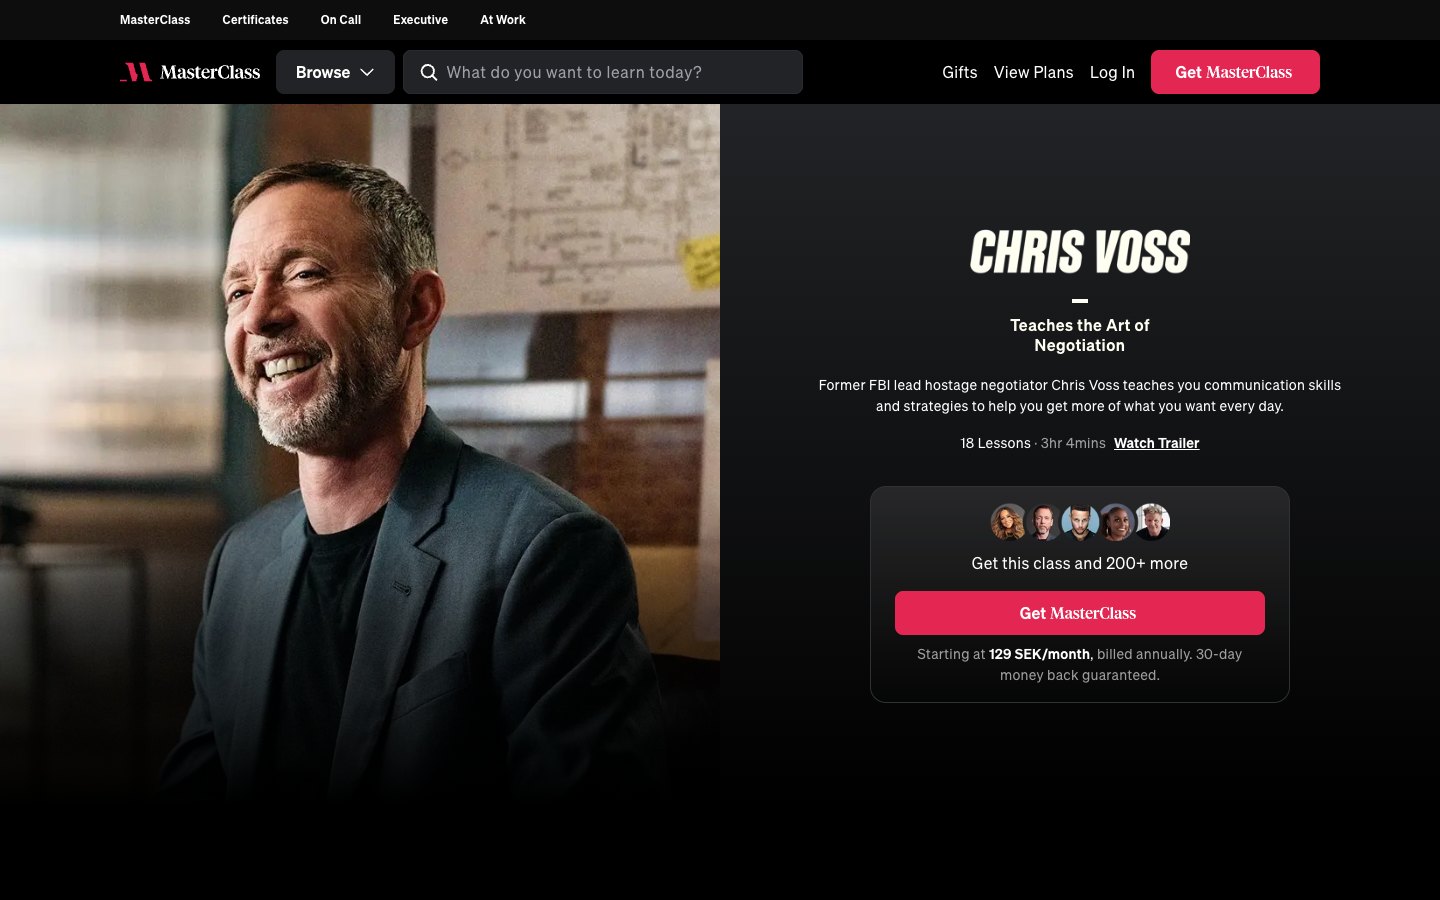 MasterClass
Certificates
On Call
Executive
At Work
MasterClass
Browse
What do you want to learn today?
Gifts
View Plans
Log In
Get MasterClass
CHRIS VOSS
Teaches the Art of
Negotiation
Former FBI lead hostage negotiator Chris Voss teaches you communication skills
and strategies to help you get more of what you want every day.
18 Lessons · 3hr 4mins Watch Trailer
Get this class and 200+ more
Get MasterClass
Starting at 129 SEK/month, billed annually. 30-day
money back guaranteed.